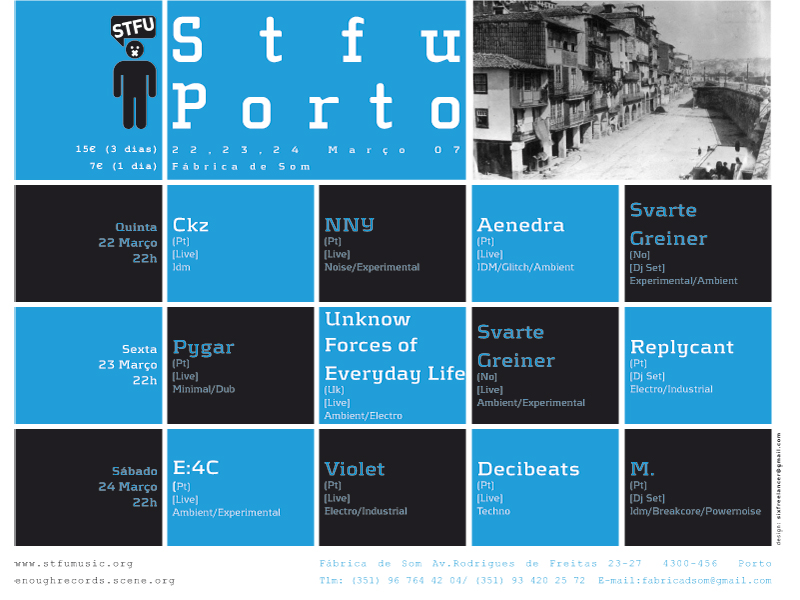 STFU
Stfu
Porto
15€ (3 dias)
7€ (1 dia)
22,23,24 Março 07
Fábrica de Som
Quinta
22 Março
22h
Ckz
(Pt)
[Live]
Idm
NNY
(Pt)
[Live]
Noise/Experimental
Aenedra
(Pt)
[Live]
IDM/Glitch/Ambient
Svarte
Greiner
(No)
[Dj Set]
Experimental/Ambient
Sexta
23 Março
22h
Pygar
(Pt)
[Live]
Minimal/Dub
Unknow
Forces of
Everyday Life
(Uk)
[Live]
Ambient/Electro
Svarte
Greiner
(No)
[Live]
Ambient/Experimental
Replycant
(Pt)
[Dj Set]
Electro/Industrial
Sábado
24 Março
22h
E:4C
(Pt)
[Live]
Ambient/Experimental
Violet
(Pt)
[Live]
Electro/Industrial
Decibeats
(Pt)
[Live]
Techno
M.
(Pt)
[Dj Set]
Idm/Breakcore/Powernoise
design: sixfreelancer@gmail.com
www.stfumusic.org
enoughrecords.scene.org
Fábrica de Som Av.Rodrigues de Freitas 23-27 4300-456 Porto
Tlm: (351) 96 764 42 04/ (351) 93 420 25 72 E-mail:fabricadsom@gmail.com